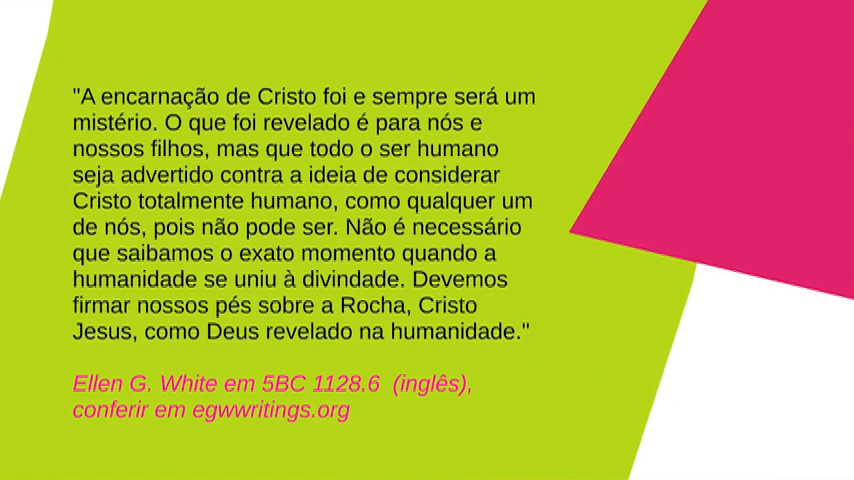 "A encarnação de Cristo foi e sempre será um
mistério. O que foi revelado é para nós e
nossos filhos, mas que todo o ser humano
seja advertido contra a ideia de considerar
Cristo totalmente humano, como qualquer um
de nós, pois não pode ser. Não é necessário
que saibamos o exato momento quando a
humanidade se uniu à divindade. Devemos
firmar nossos pés sobre a Rocha, Cristo
Jesus, como Deus revelado na humanidade."
Ellen G. White em 5BC 1128.6 (inglês),
conferir em egwwritings.org